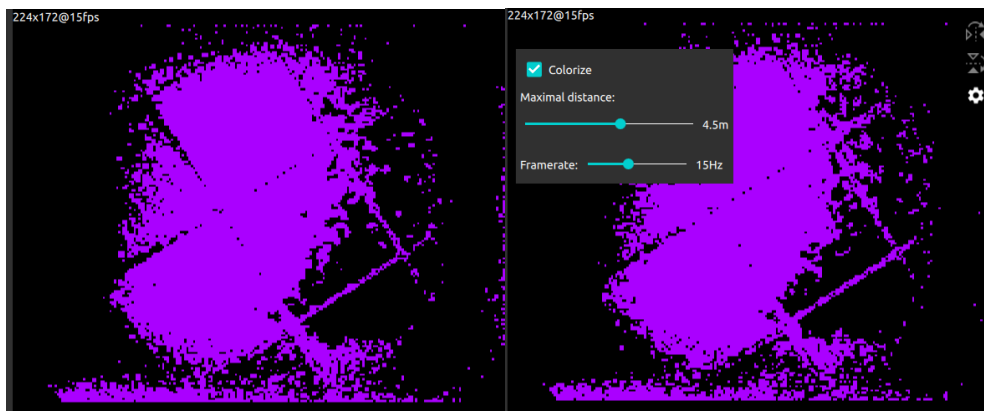 224x172@15fps
224x172@15fps
Colorize
Maximal distance:
4.5m
Framerate:
15Hz